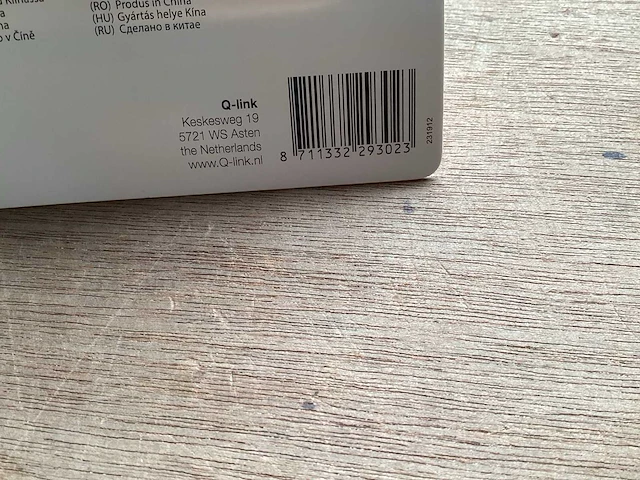 (RO) Produs in China
(HU) Gyártás helye Kína
(RU) Сделано в китае
v Číně
Q-link
Keskesweg 19
5721 WS Asten
the Netherlands
www.Q-link.nl
8 711332 293023
231912